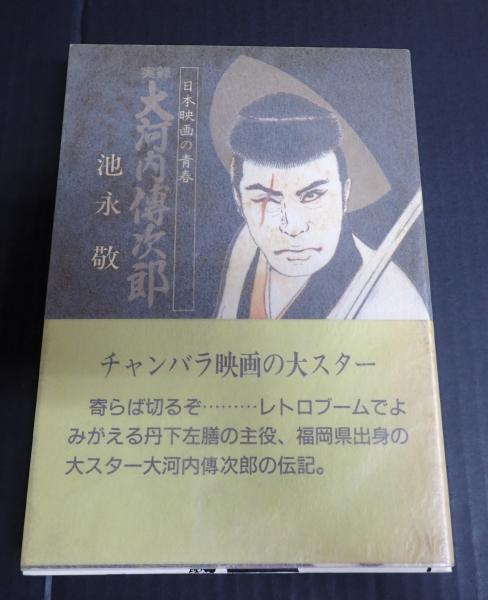 日本映画の青春
実録
大河内傳次郎
池永敬
チャンバラ映画の大スター
寄らば切るぞ………レトロブームでよ
みがえる丹下左膳の主役、福岡県出身の
大スター大河内傳次郎の伝記。